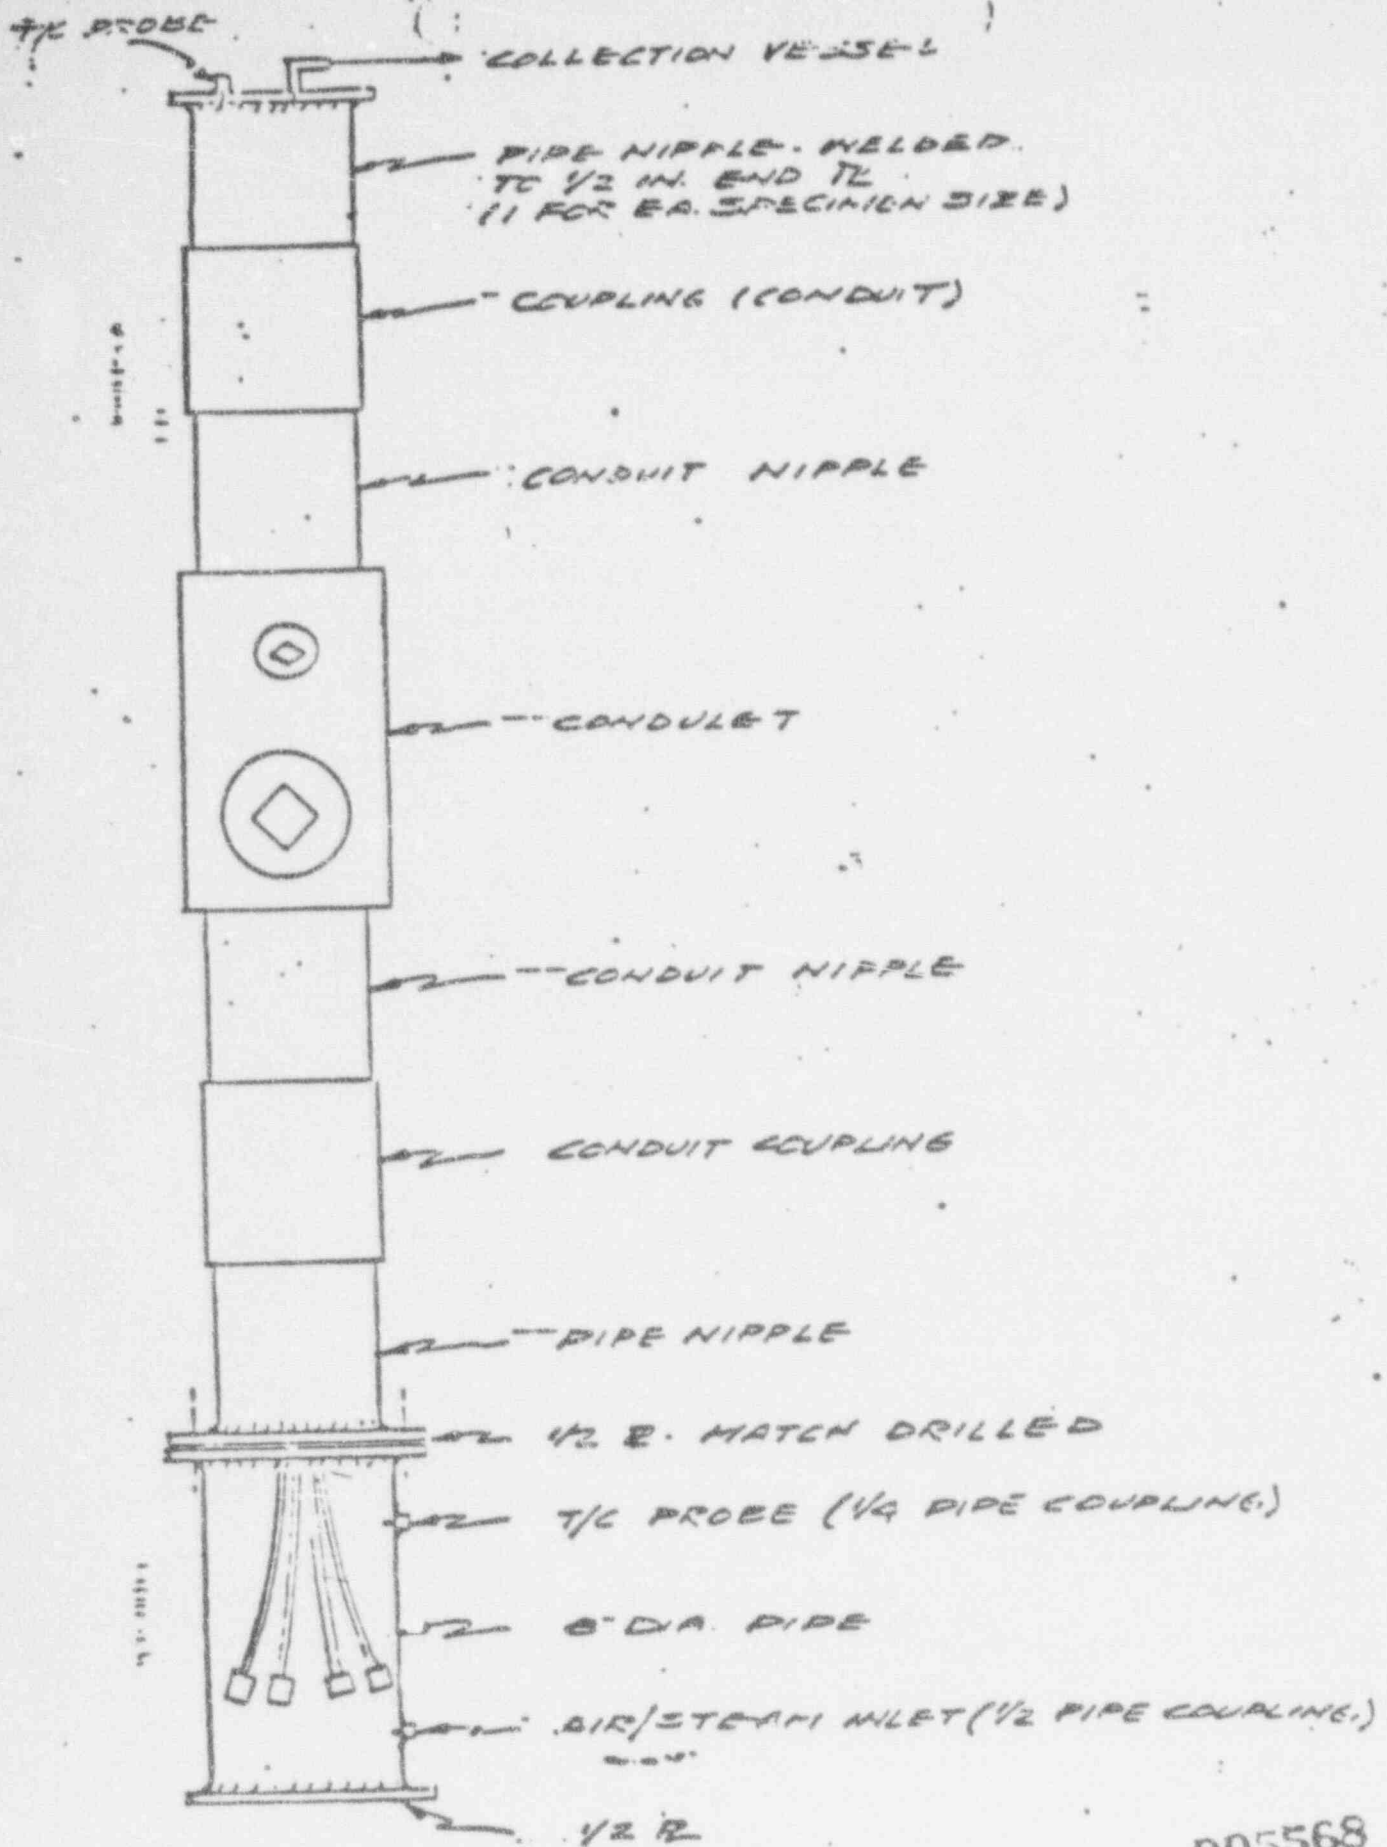 T/C PROBE
COLLECTION VESSEL
PIPE NIPPLE. WELDED
TO 1/2 IN. END PL
(1 FOR EA. SPECIMION SIZE)
COUPLING (CONDUIT)
CONDUIT NIPPLE
CONDULET
CONDUIT NIPPLE
CONDUIT COUPLING
PIPE NIPPLE
1/2 PL. MATCH DRILLED
T/C PROBE (1/4 PIPE COUPLING)
8" DIA. PIPE
AIR/STEAM INLET (1/2 PIPE COUPLING)
1/2 PL
005568